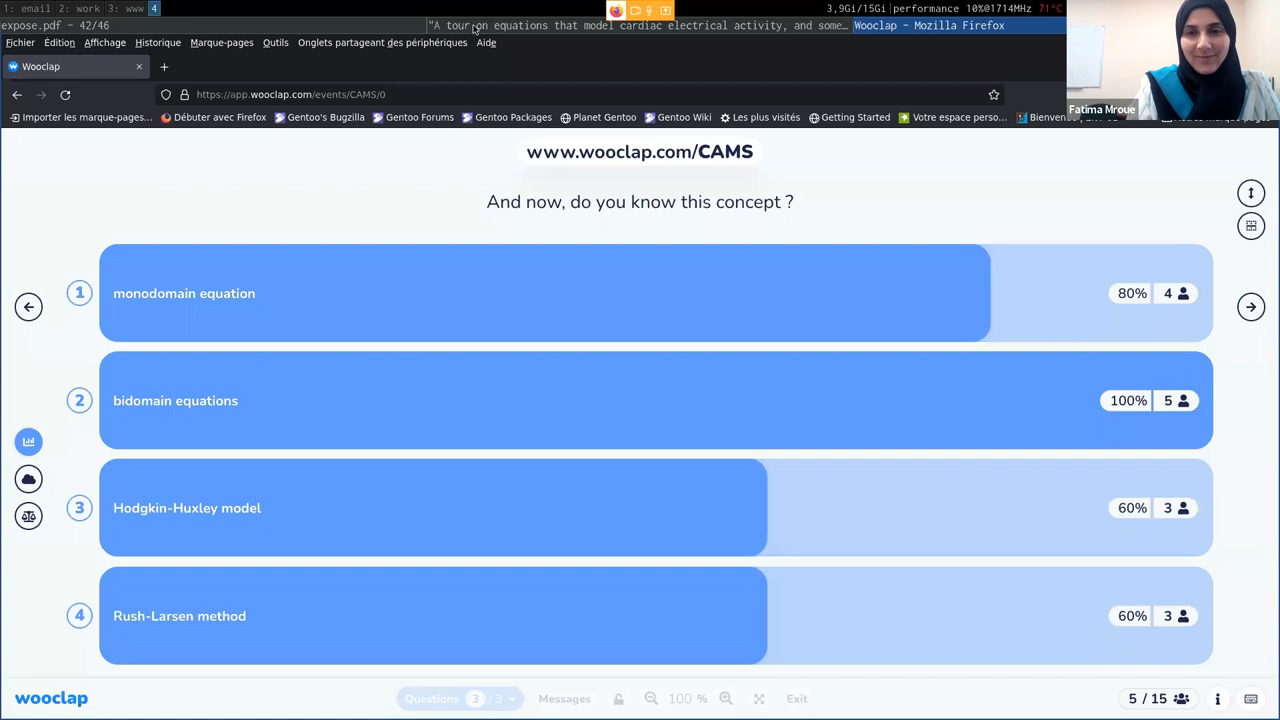 1: email 2: work 3: www 4
3,9Gi/15Gi|performance 10%@1714MHz 71°C
expose.pdf - 42/46
"A tour on equations that model cardiac electrical activity, and some…
Wooclap - Mozilla Firefox
Fichier Édition Affichage Historique Marque-pages Outils Onglets partageant des périphériques Aide
Wooclap
https://app.wooclap.com/events/CAMS/0
Importer les marque-pages… Débuter avec Firefox Gentoo's Bugzilla Gentoo Forums Gentoo Packages Planet Gentoo Gentoo Wiki Les plus visités Getting Started Votre espace perso…
Fatima Mroue
www.wooclap.com/CAMS
And now, do you know this concept ?
1 monodomain equation 80% 4
2 bidomain equations 100% 5
3 Hodgkin-Huxley model 60% 3
4 Rush-Larsen method 60% 3
wooclap
Questions 3 / 3 Messages 100 % Exit
5 / 15